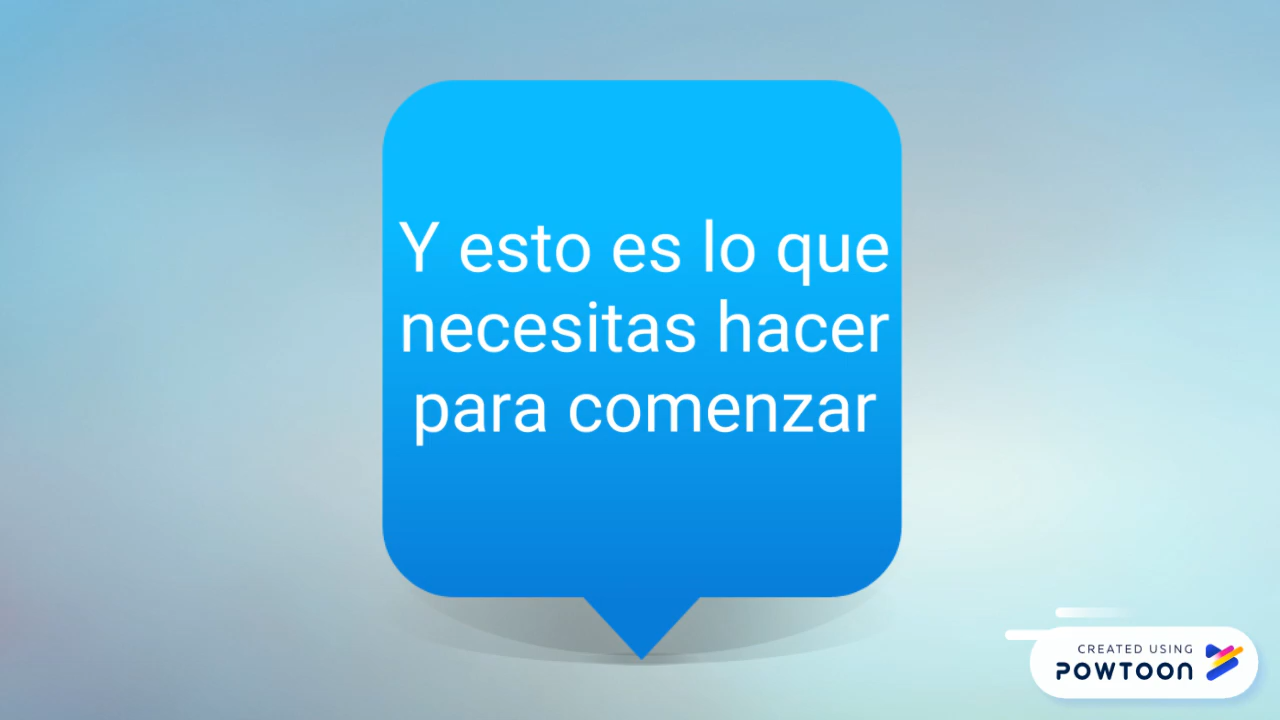 Y esto es lo que
necesitas hacer
para comenzar
CREATED USING
POWTOON